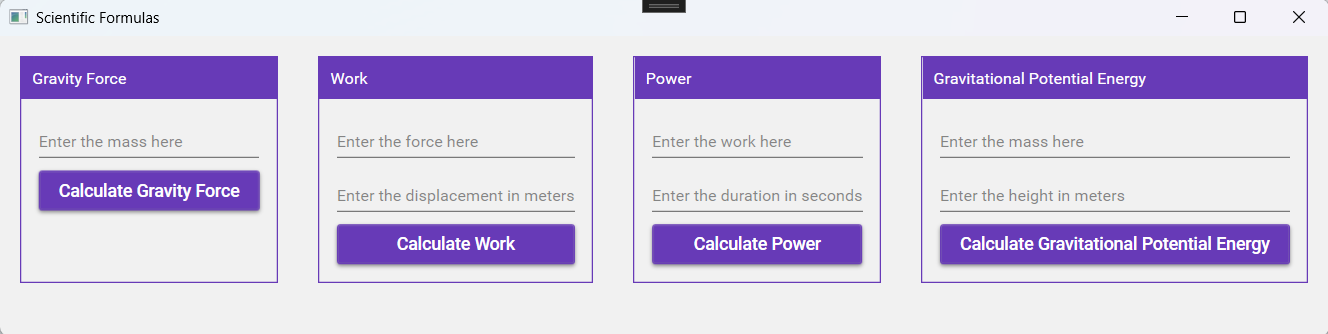 Scientific Formulas
Gravity Force
Enter the mass here
Calculate Gravity Force
Work
Enter the force here
Enter the displacement in meters
Calculate Work
Power
Enter the work here
Enter the duration in seconds
Calculate Power
Gravitational Potential Energy
Enter the mass here
Enter the height in meters
Calculate Gravitational Potential Energy